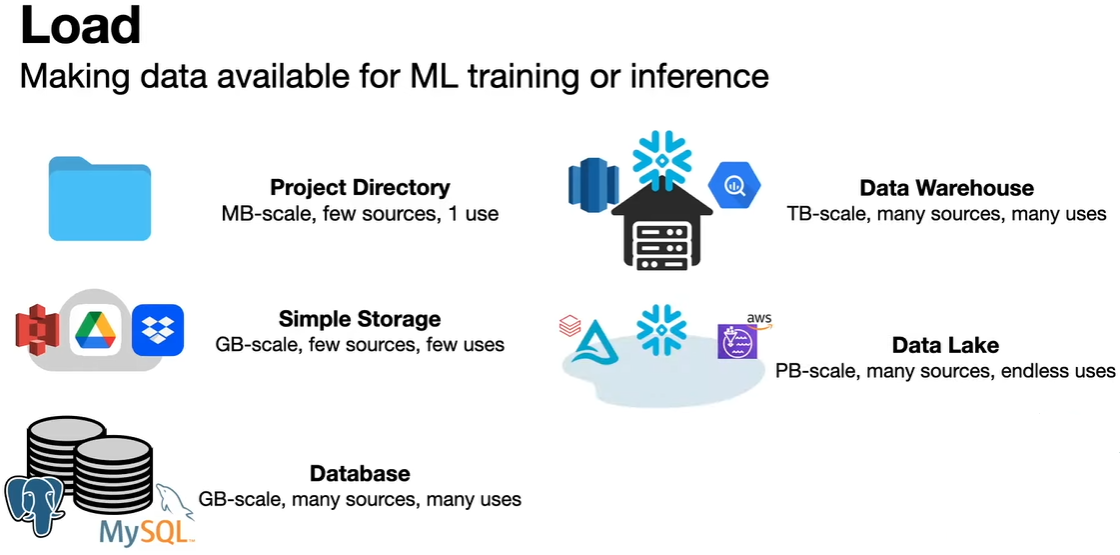 Load
Making data available for ML training or inference
Project Directory
MB-scale, few sources, 1 use
Simple Storage
GB-scale, few sources, few uses
Database
GB-scale, many sources, many uses
MySQL™
Data Warehouse
TB-scale, many sources, many uses
aws
Data Lake
PB-scale, many sources, endless uses